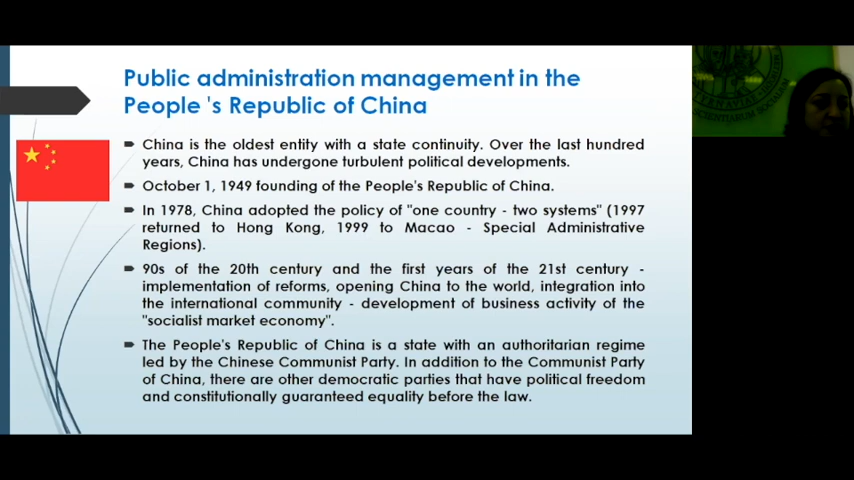 Public administration management in the
People 's Republic of China
China is the oldest entity with a state continuity. Over the last hundred
years, China has undergone turbulent political developments.
October 1, 1949 founding of the People's Republic of China.
In 1978, China adopted the policy of "one country - two systems" (1997
returned to Hong Kong, 1999 to Macao - Special Administrative
Regions).
90s of the 20th century and the first years of the 21st century -
implementation of reforms, opening China to the world, integration into
the international community - development of business activity of the
"socialist market economy".
The People's Republic of China is a state with an authoritarian regime
led by the Chinese Communist Party. In addition to the Communist Party
of China, there are other democratic parties that have political freedom
and constitutionally guaranteed equality before the law.